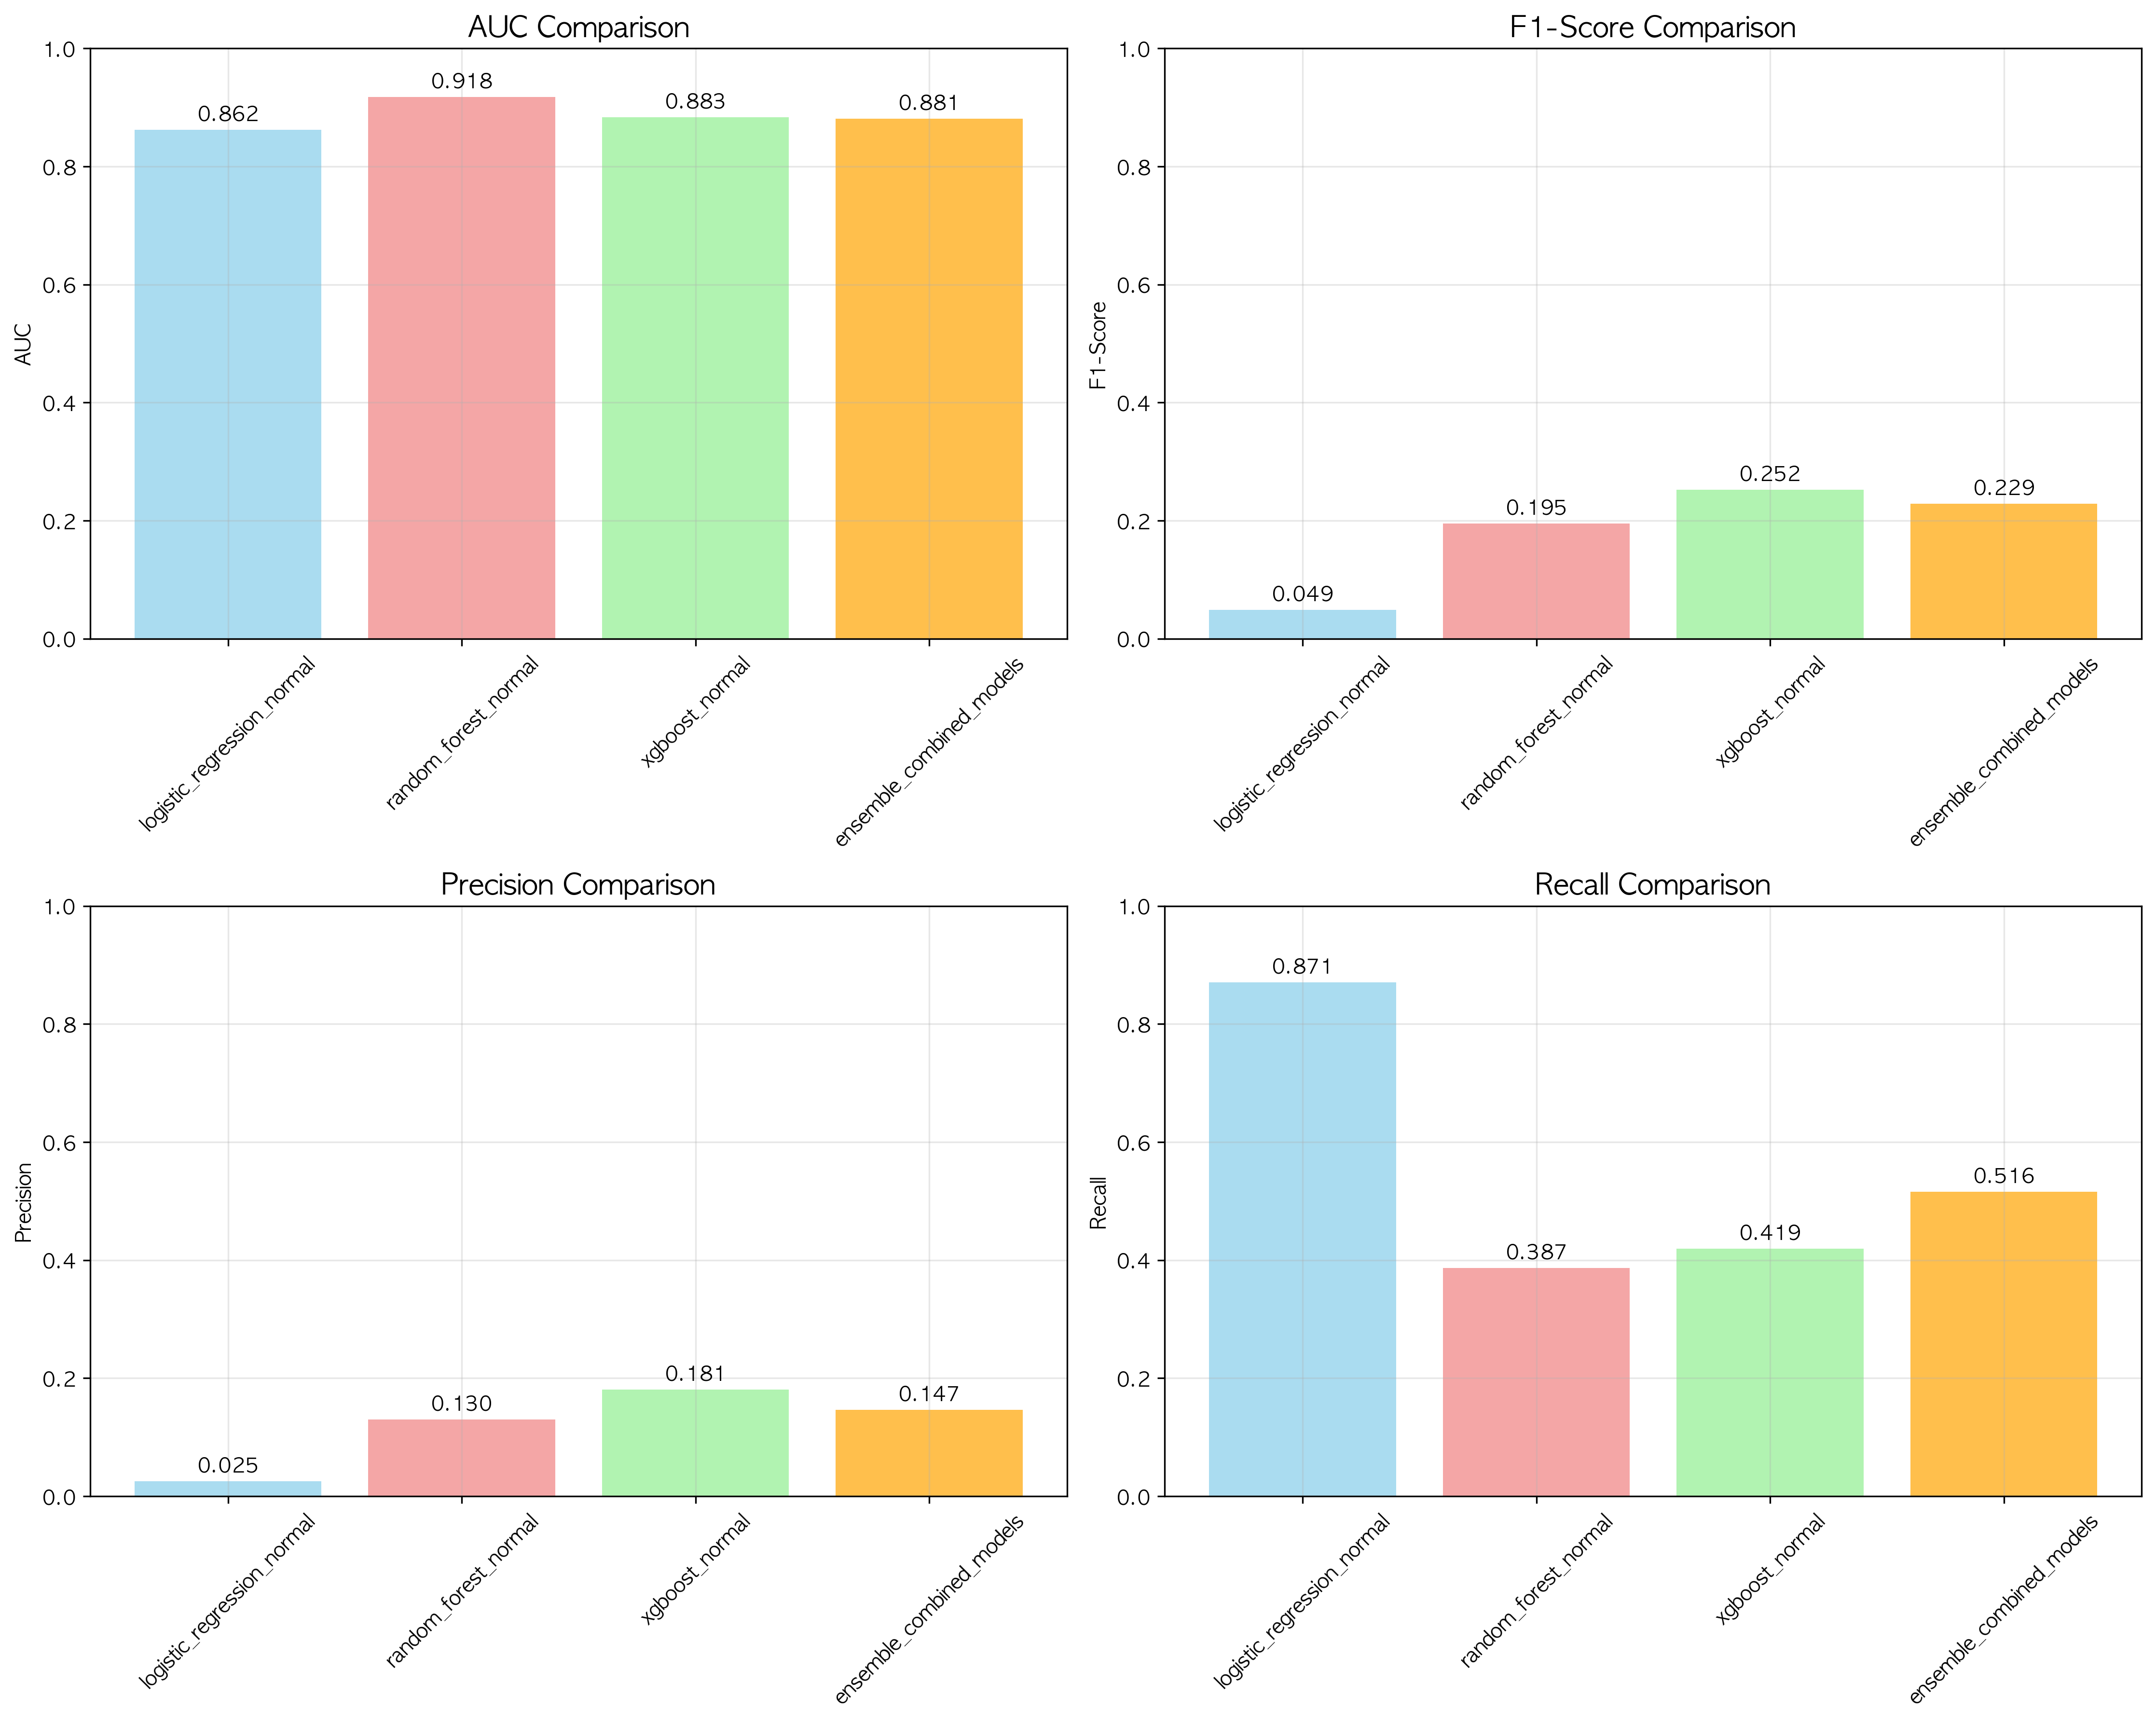 AUC Comparison
1.0
0.8
0.6
0.4
0.2
0.0
AUC
0.862
0.918
0.883
0.881
logistic_regression_normal
random_forest_normal
xgboost_normal
ensemble_combined_models
F1-Score Comparison
1.0
0.8
0.6
0.4
0.2
0.0
F1-Score
0.049
0.195
0.252
0.229
logistic_regression_normal
random_forest_normal
xgboost_normal
ensemble_combined_models
Precision Comparison
1.0
0.8
0.6
0.4
0.2
0.0
Precision
0.025
0.130
0.181
0.147
logistic_regression_normal
random_forest_normal
xgboost_normal
ensemble_combined_models
Recall Comparison
1.0
0.8
0.6
0.4
0.2
0.0
Recall
0.871
0.387
0.419
0.516
logistic_regression_normal
random_forest_normal
xgboost_normal
ensemble_combined_models